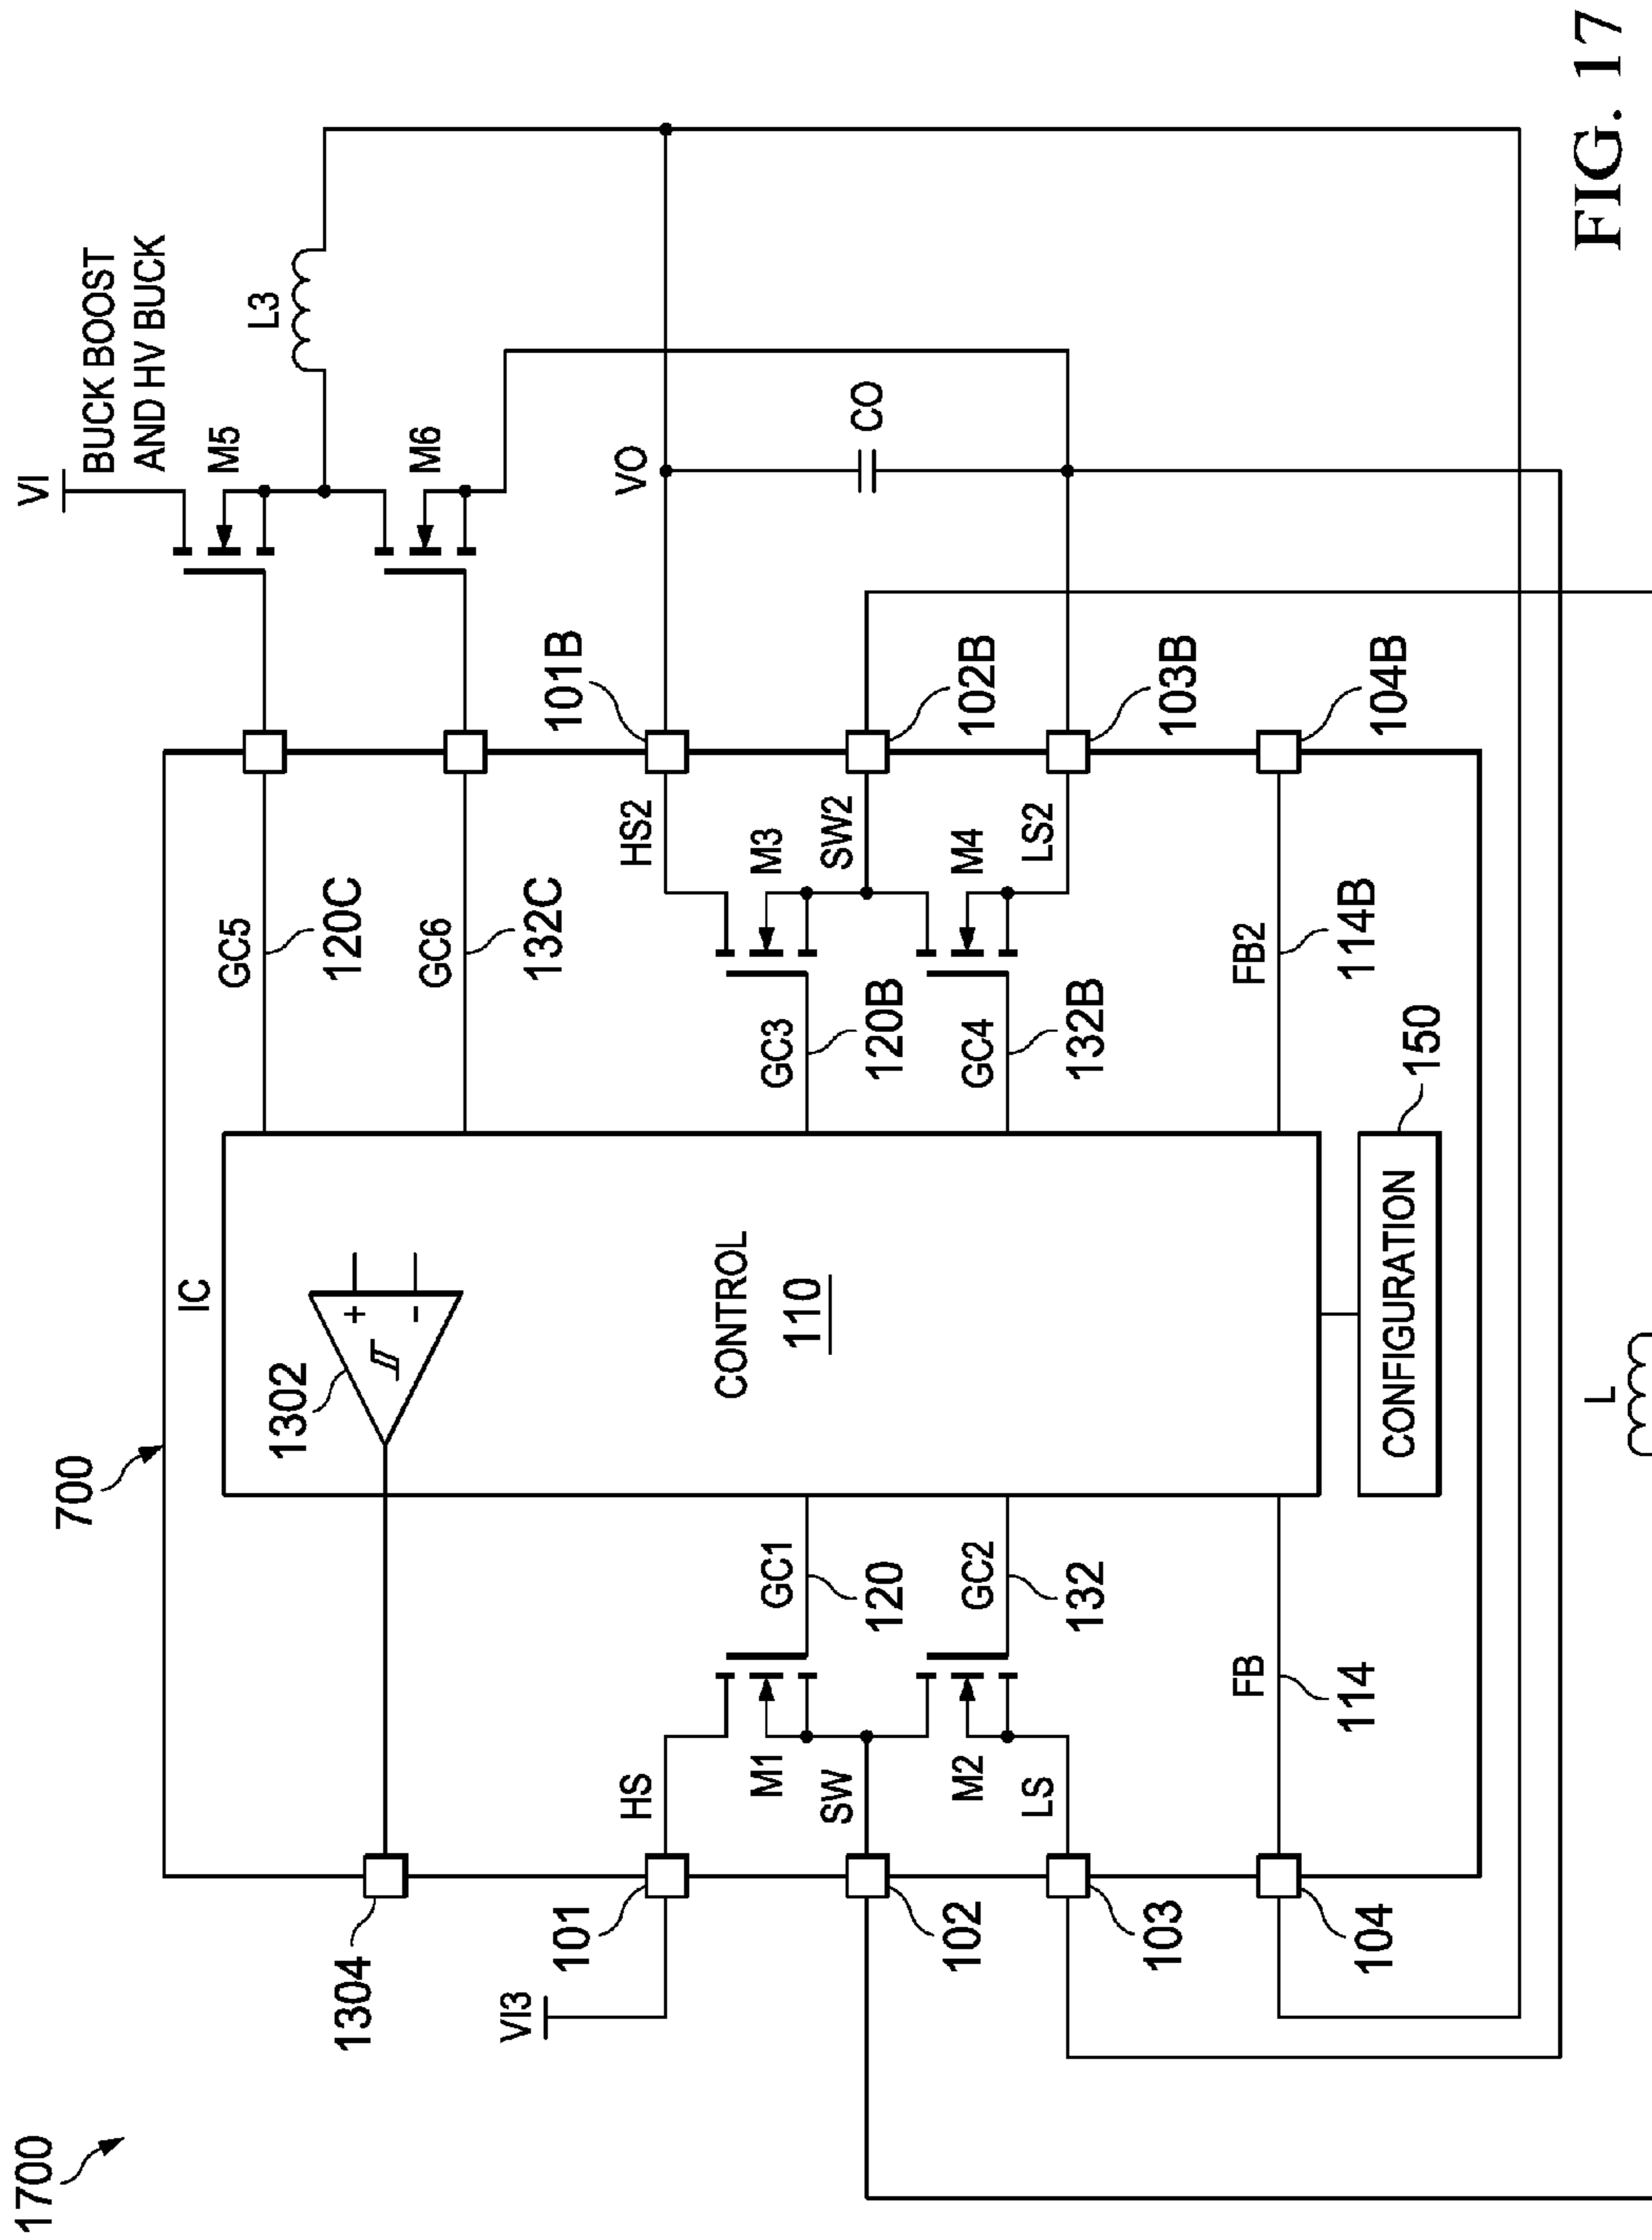 1700
700
IC
1304
1302
+
-
VI3
101
HS
M1
SW
102
M2
LS
103
FB
104
114
GC1
120
GC2
132
CONTROL
110
CONFIGURATION
150
GC5
120C
GC6
132C
GC3
120B
GC4
132B
FB2
114B
HS2
M3
SW2
M4
LS2
101B
102B
103B
104B
VI
BUCK BOOST
AND HV BUCK
M5
M6
L3
VO
CO
L
FIG. 17